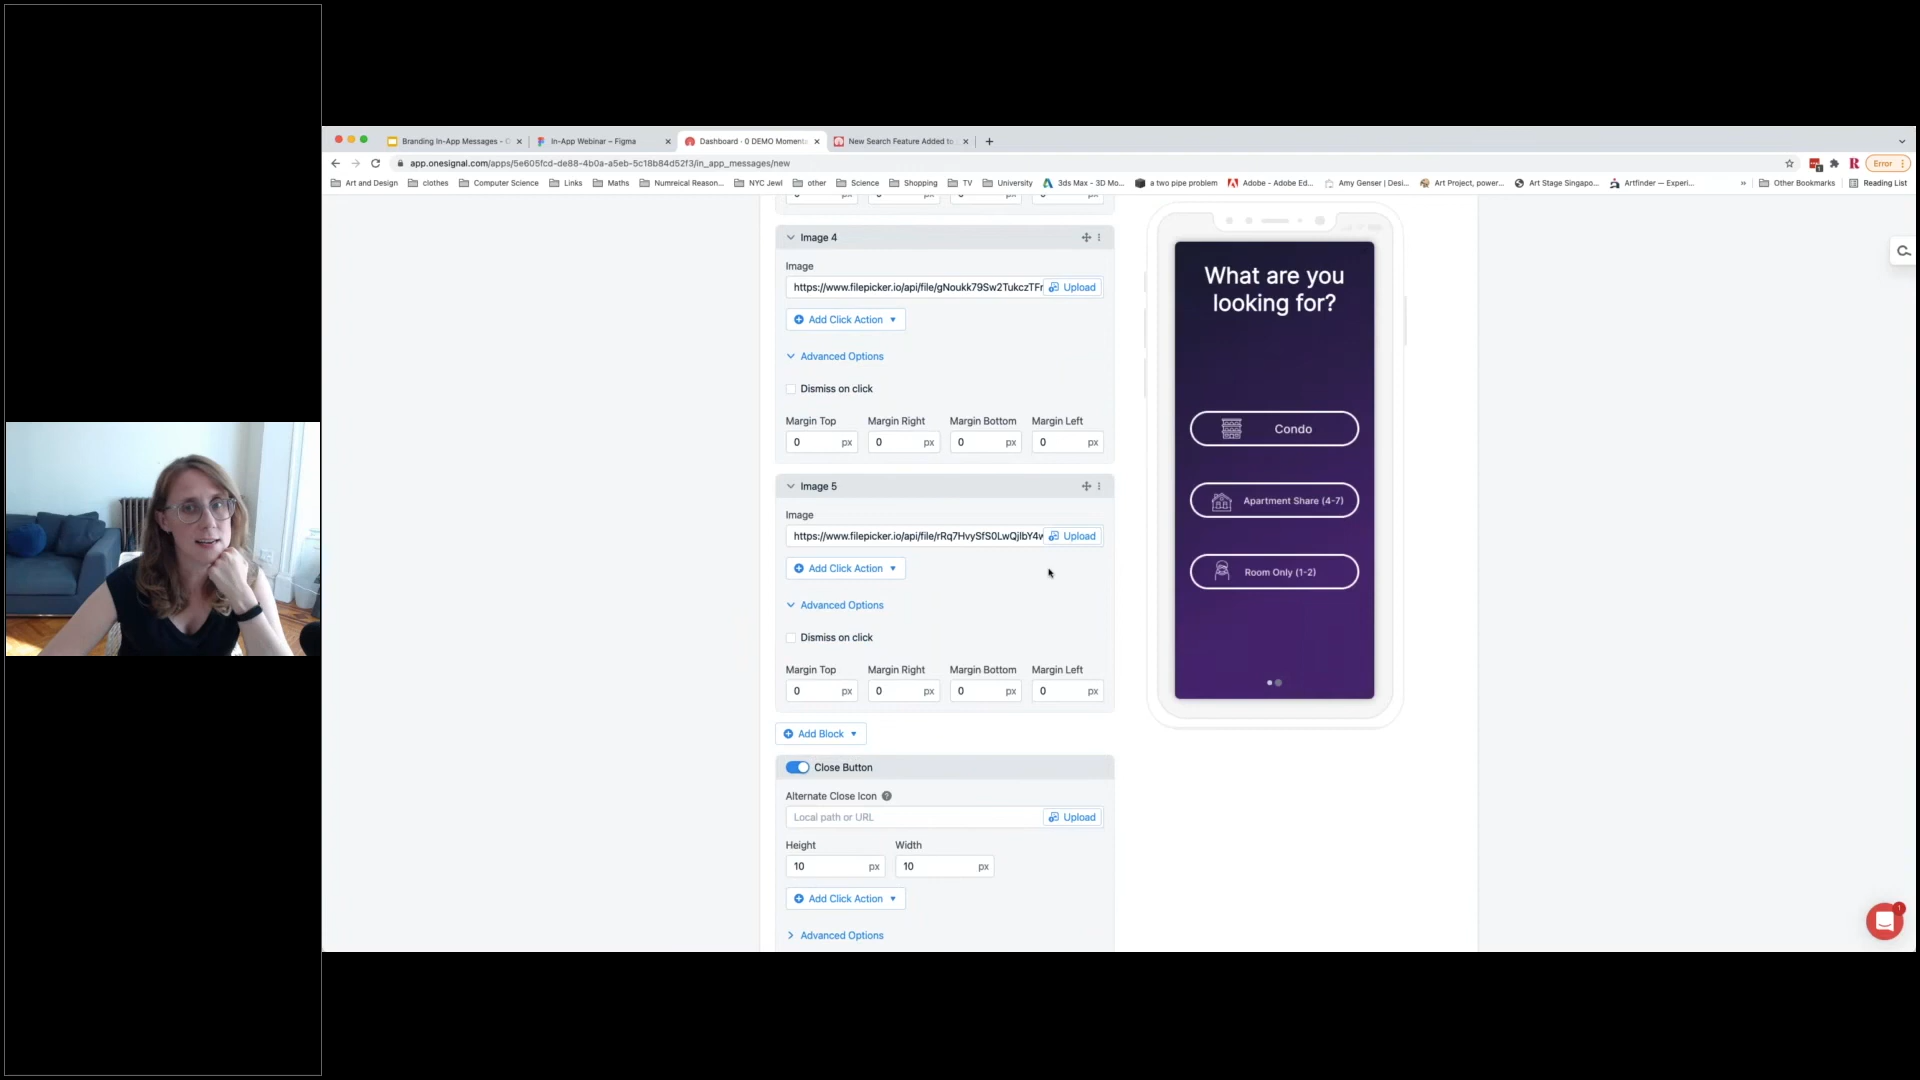 Branding In-App Messages - 
In-App Webinar – Figma
Dashboard · 0 DEMO Moments
New Search Feature Added to
app.onesignal.com/apps/5e605fcd-de88-4b0a-a5eb-5c18b84d52f3/in_app_messages/new
Error
Art and Design
clothes
Computer Science
Links
Maths
Numreical Reason...
NYC Jewl
other
Science
Shopping
TV
University
3ds Max - 3D Mo...
a two pipe problem
Adobe - Adobe Ed...
Amy Genser | Desi...
Art Project, power...
Art Stage Singapo...
Artfinder — Experi...
»
Other Bookmarks
Reading List
Image 4
Image
https://www.filepicker.io/api/file/gNoukk79Sw2TukczTFr
Upload
Add Click Action
Advanced Options
Dismiss on click
Margin Top Margin Right Margin Bottom Margin Left
0 px 0 px 0 px 0 px
Image 5
Image
https://www.filepicker.io/api/file/rRq7HvySfS0LwQjlbY4w
Upload
Add Click Action
Advanced Options
Dismiss on click
Margin Top Margin Right Margin Bottom Margin Left
0 px 0 px 0 px 0 px
Add Block
Close Button
Alternate Close Icon ?
Local path or URL
Upload
Height Width
10 px 10 px
Add Click Action
Advanced Options
What are you
looking for?
Condo
Apartment Share (4-7)
Room Only (1-2)
1